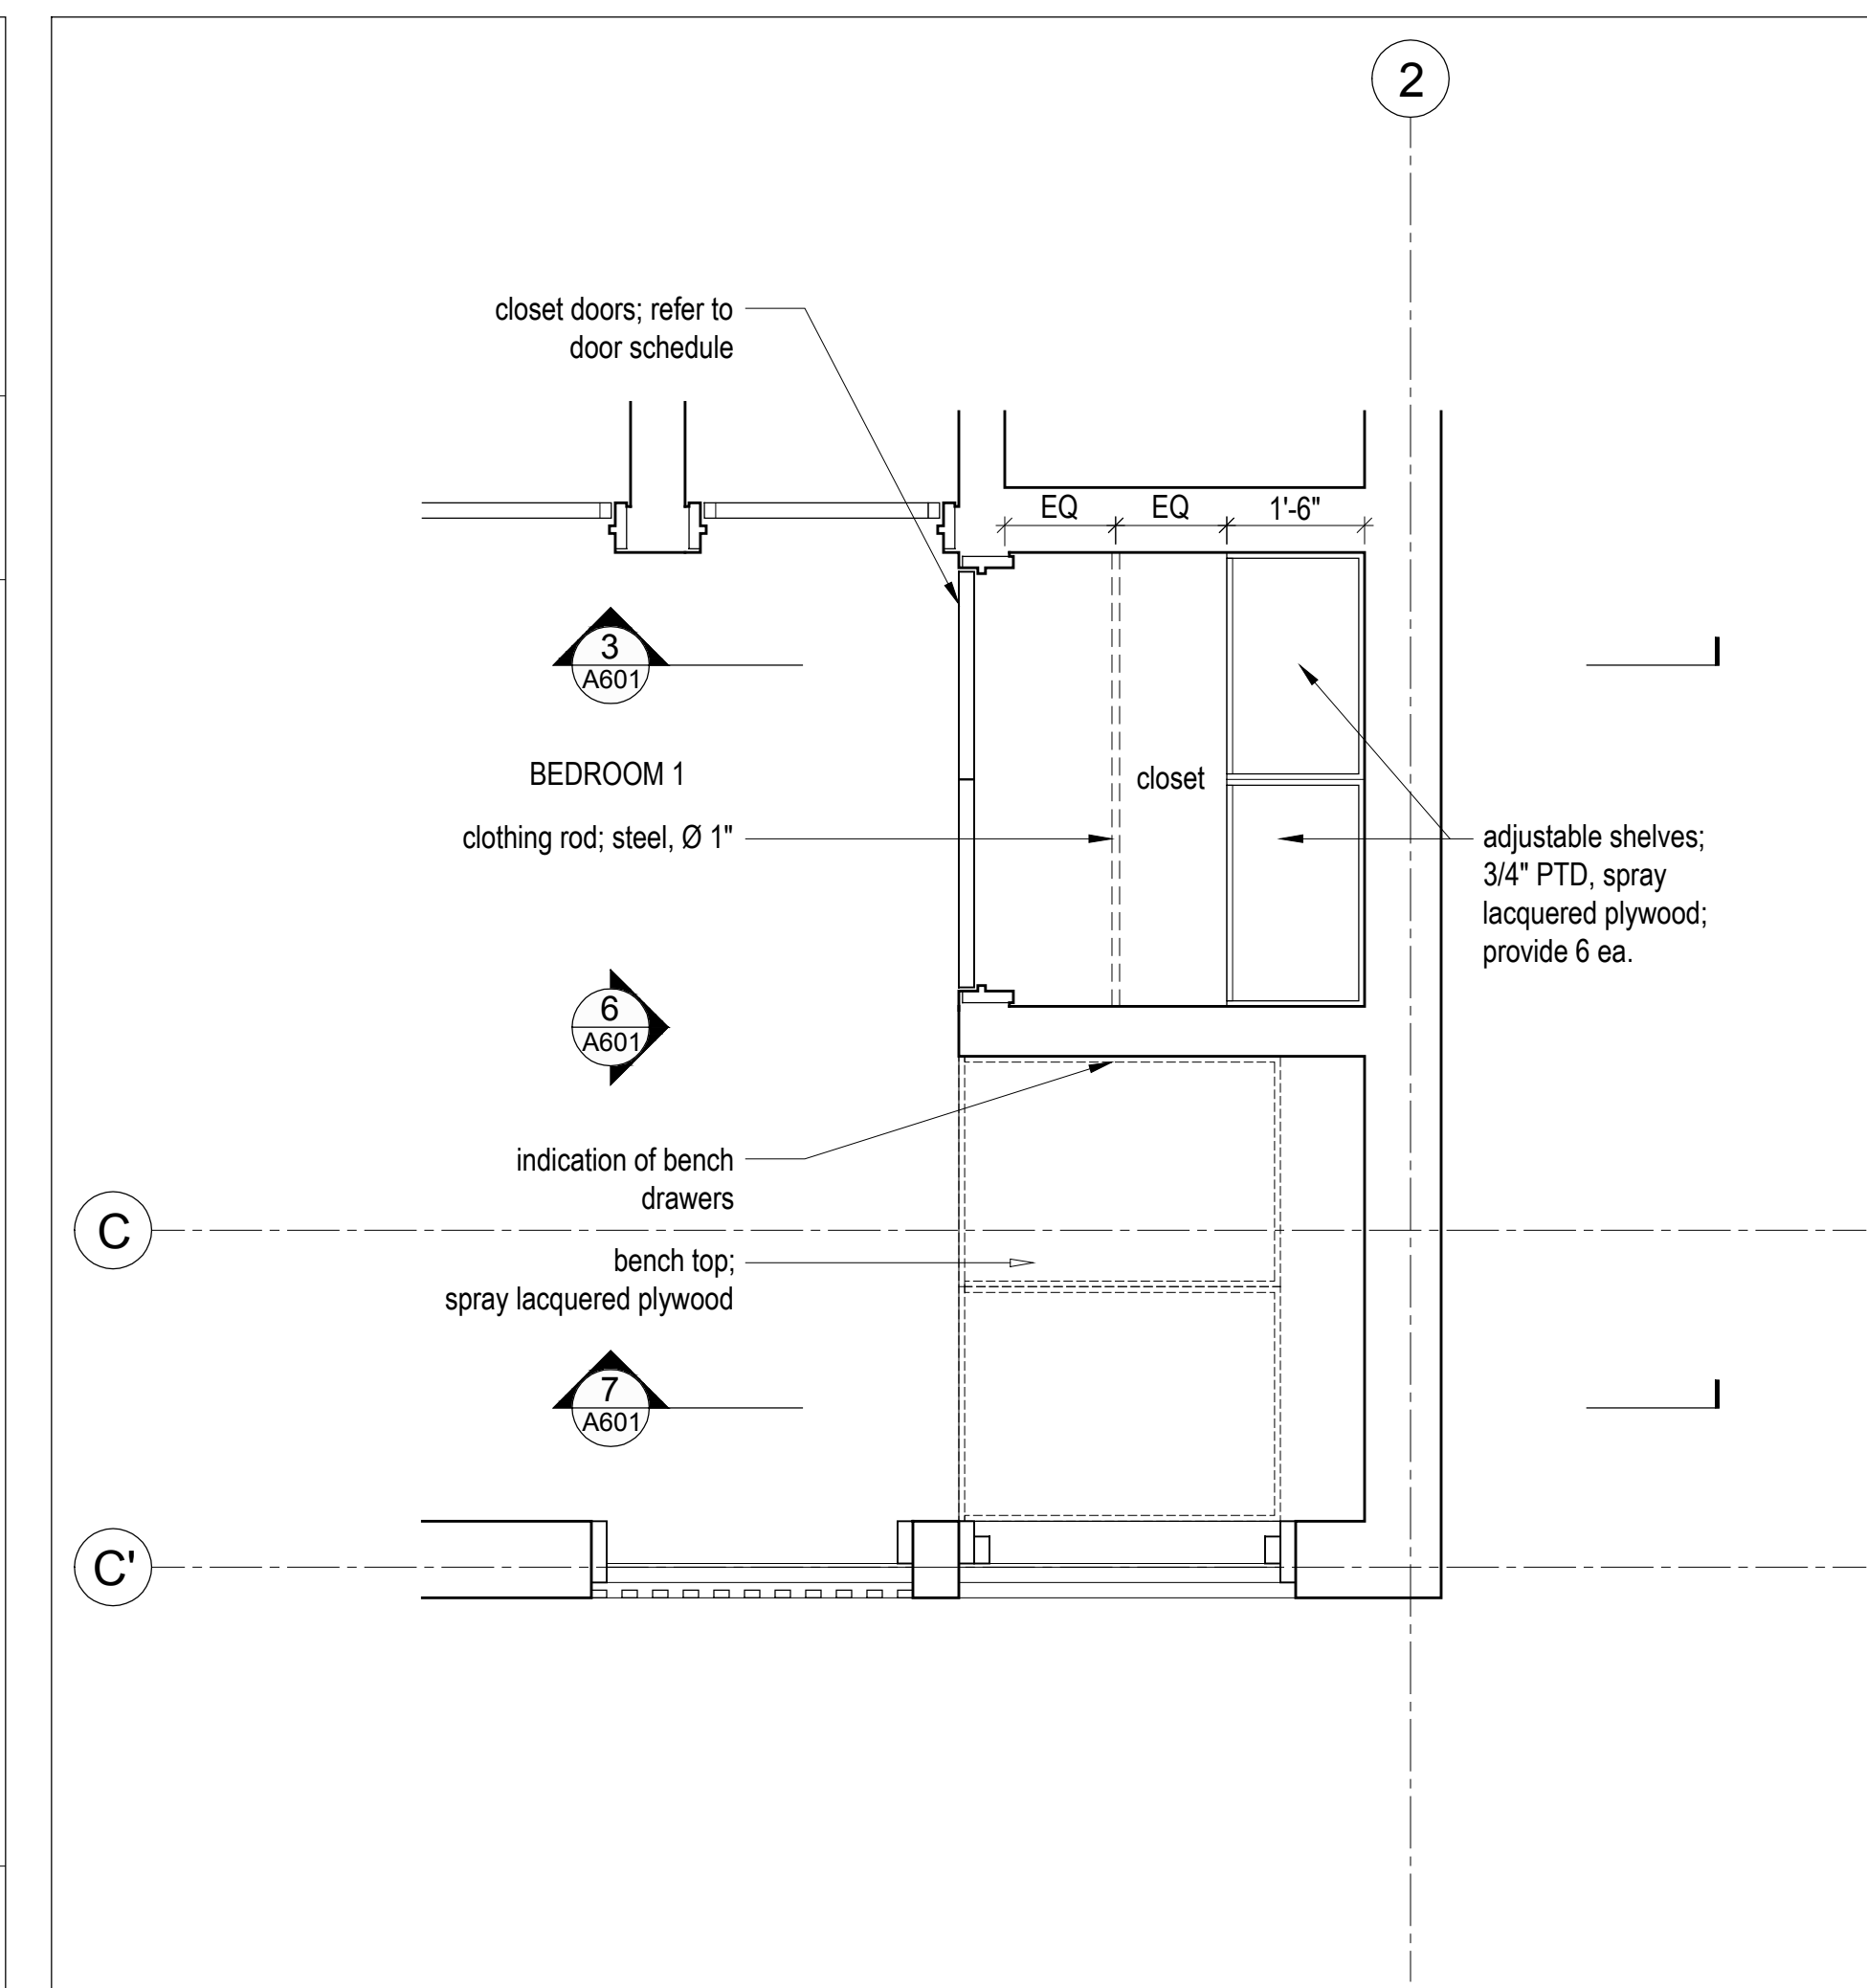 2
closet doors; refer to
door schedule
EQ
EQ
1'-6"
3
A601
BEDROOM 1
closet
clothing rod; steel, Ø 1"
adjustable shelves;
3/4" PTD, spray
lacquered plywood;
provide 6 ea.
6
A601
indication of bench
drawers
C
bench top;
spray lacquered plywood
7
A601
C'